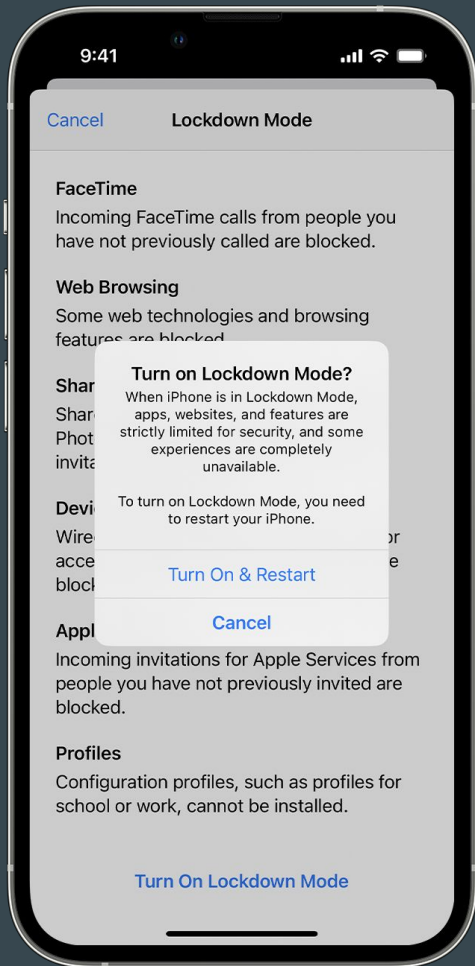 9:41
Cancel
Lockdown Mode
FaceTime
Incoming FaceTime calls from people you
have not previously called are blocked.
Web Browsing
Some web technologies and browsing
features are blocked
Turn on Lockdown Mode?
When iPhone is in Lockdown Mode,
apps, websites, and features are
strictly limited for security, and some
experiences are completely
unavailable.
To turn on Lockdown Mode, you need
to restart your iPhone.
Turn On & Restart
Cancel
Incoming invitations for Apple Services from
people you have not previously invited are
blocked.
Profiles
Configuration profiles, such as profiles for
school or work, cannot be installed.
Turn On Lockdown Mode